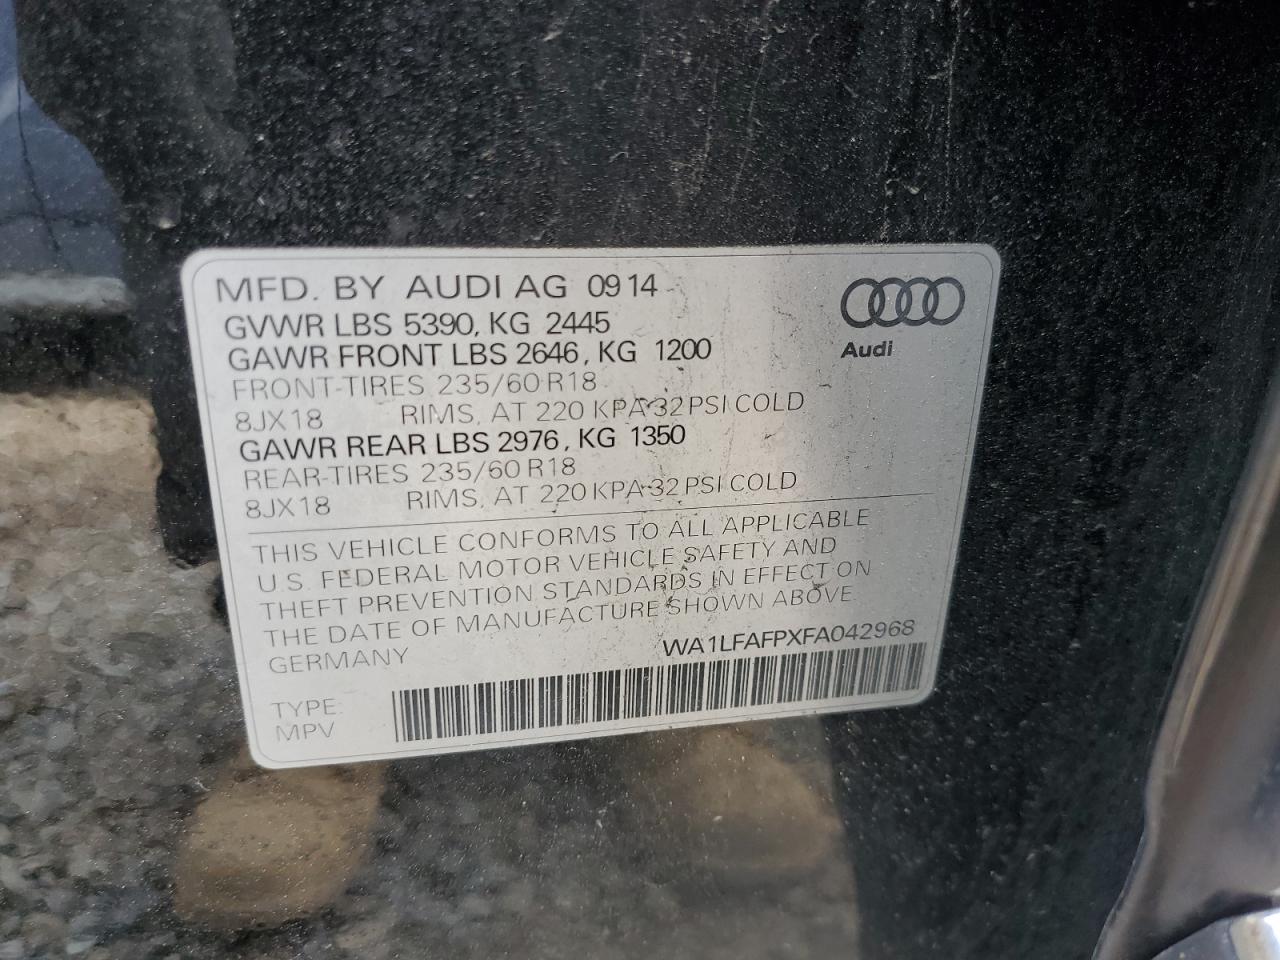 MFD. BY AUDI AG 09 14
GVWR LBS 5390, KG 2445
GAWR FRONT LBS 2646, KG 1200
FRONT-TIRES 235/60 R18
8JX18 RIMS, AT 220 KPA 32 PSI COLD
GAWR REAR LBS 2976, KG 1350
REAR-TIRES 235/60 R18
8JX18 RIMS, AT 220 KPA 32 PSI COLD
Audi
THIS VEHICLE CONFORMS TO ALL APPLICABLE
U.S. FEDERAL MOTOR VEHICLE SAFETY AND
THEFT PREVENTION STANDARDS IN EFFECT ON
THE DATE OF MANUFACTURE SHOWN ABOVE
GERMANY WA1LFAFPXFA042968
TYPE:
MPV